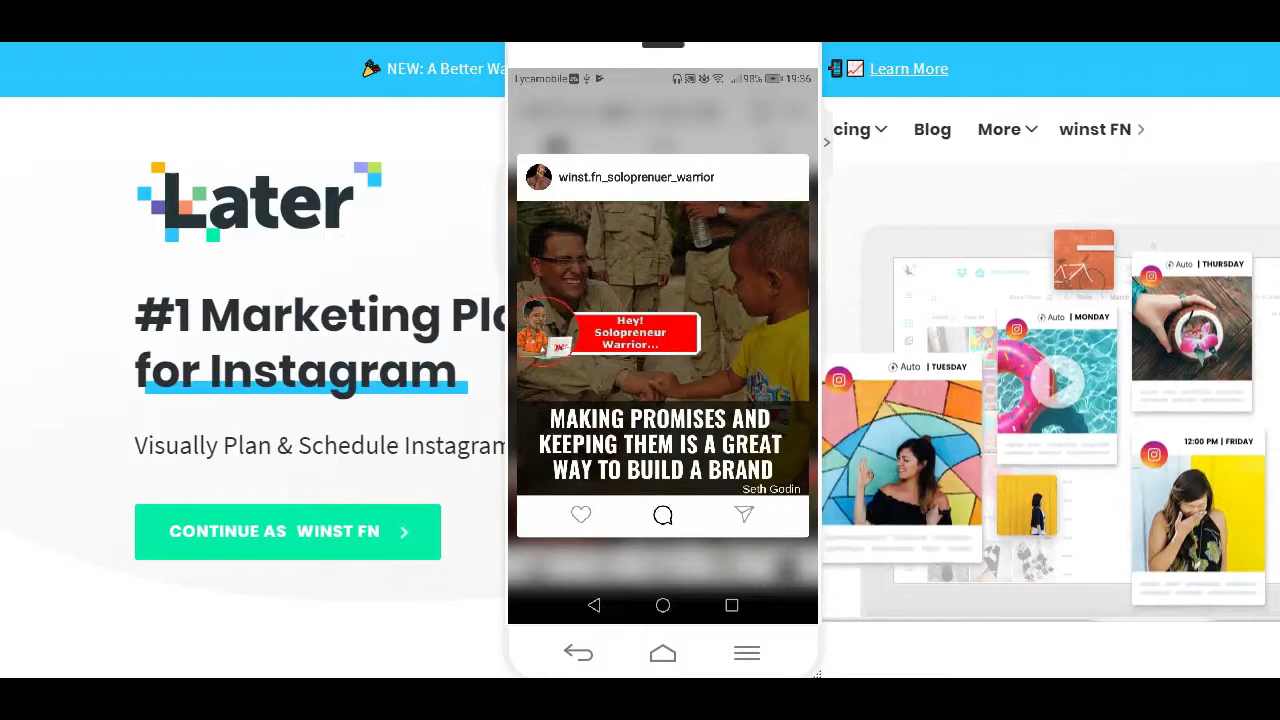 NEW: A Better Wa
Learn More
cing
Blog
More
winst FN
Later
#1 Marketing Pla
for Instagram
Visually Plan & Schedule Instagram
CONTINUE AS WINST FN
Lycamobile
98%
19:36
winst.fn_soloprenuer_warrior
Hey!
Solopreneur
Warrior...
MAKING PROMISES AND
KEEPING THEM IS A GREAT
WAY TO BUILD A BRAND
Seth Godin
Auto | THURSDAY
Auto | MONDAY
Auto | TUESDAY
12:00 PM | FRIDAY